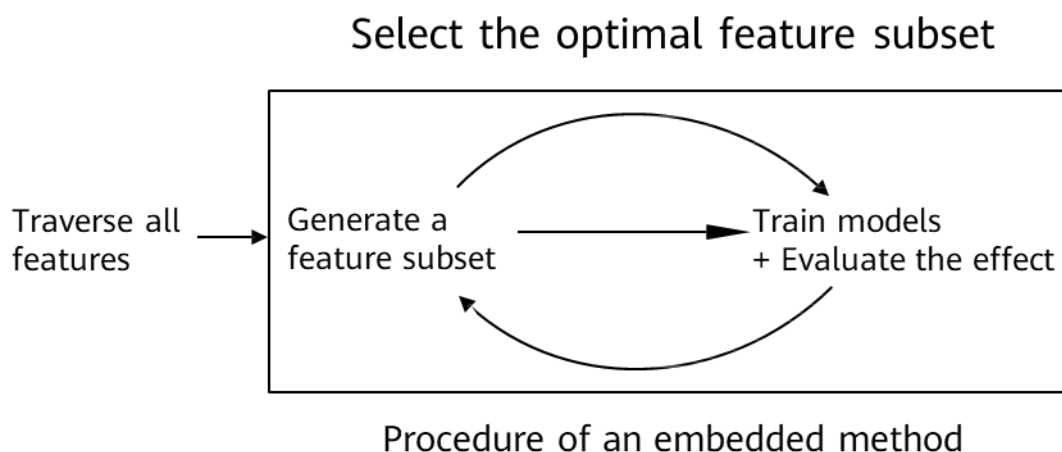 Select the optimal feature subset
Traverse all
features
Generate a
feature subset
Train models
+ Evaluate the effect
Procedure of an embedded method